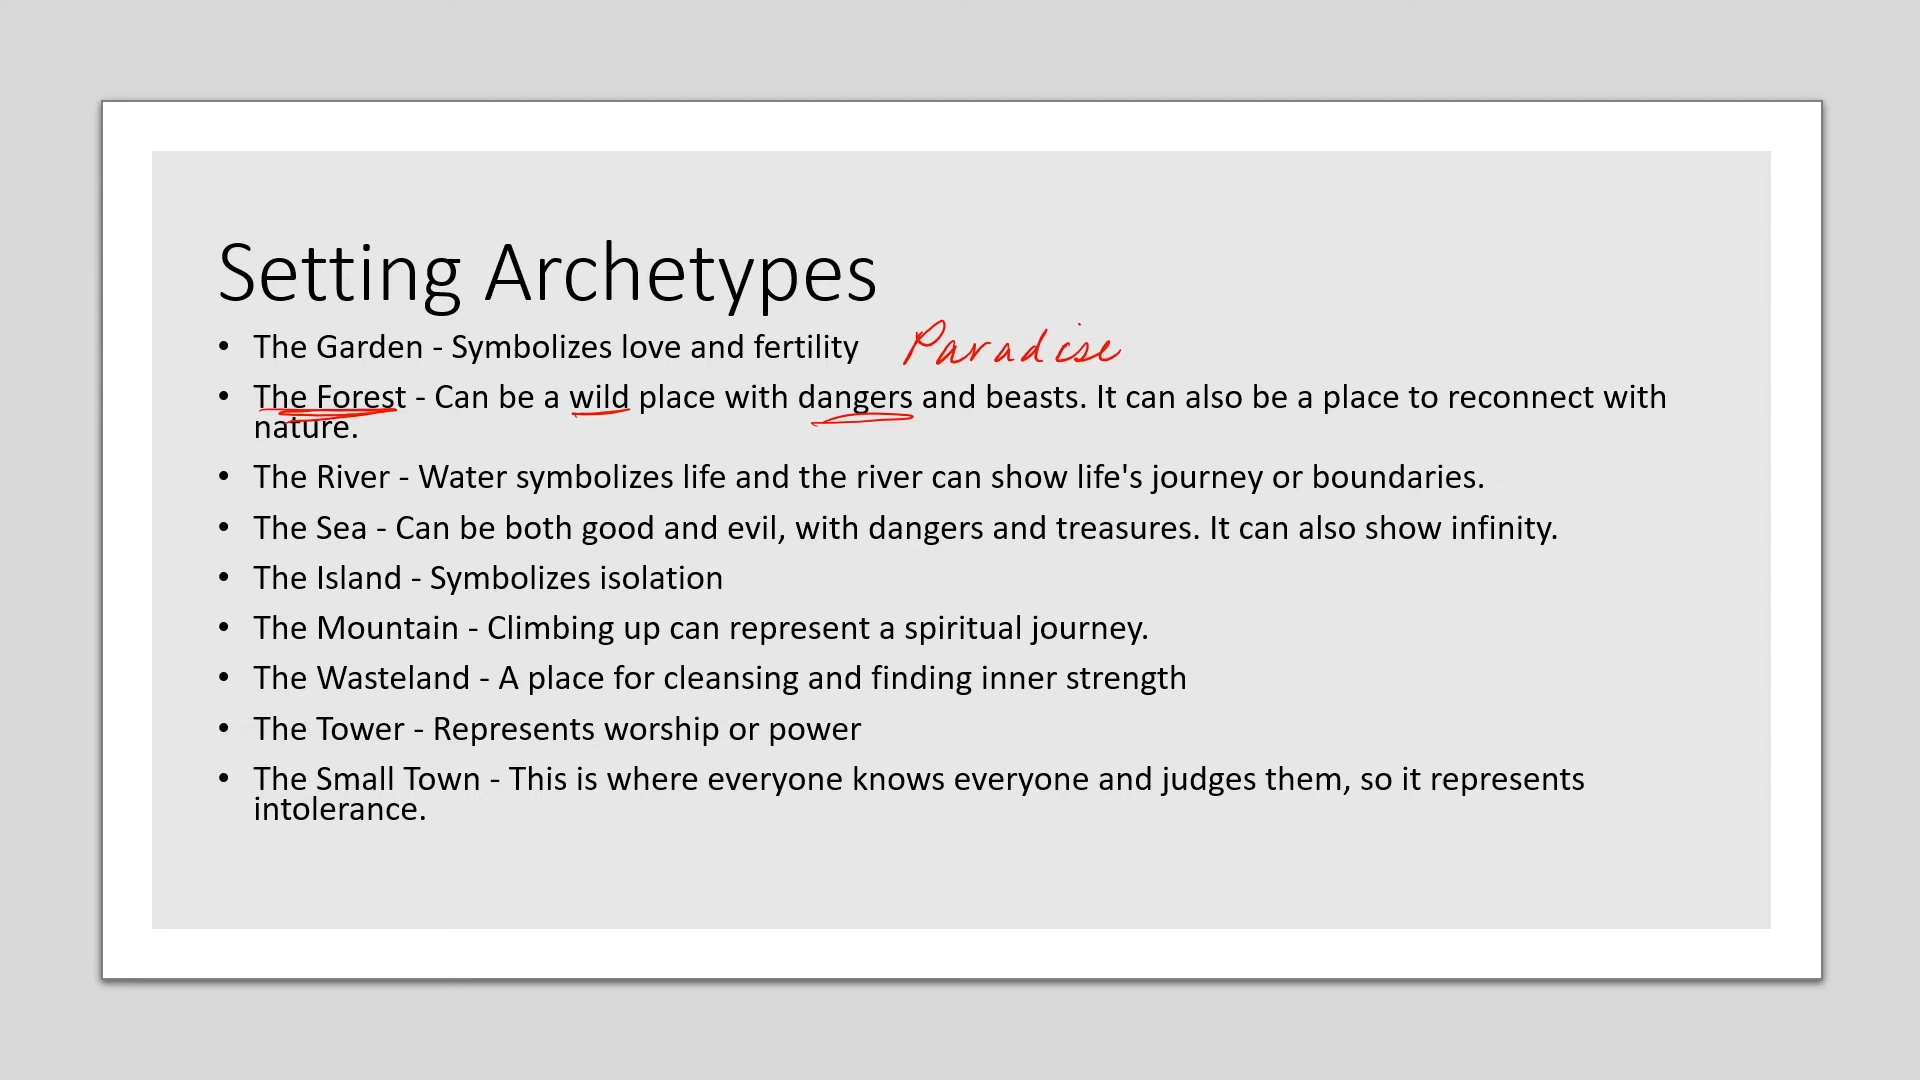 Setting Archetypes
• The Garden - Symbolizes love and fertility Paradise
• The Forest - Can be a wild place with dangers and beasts. It can also be a place to reconnect with
nature.
• The River - Water symbolizes life and the river can show life's journey or boundaries.
• The Sea - Can be both good and evil, with dangers and treasures. It can also show infinity.
• The Island - Symbolizes isolation
• The Mountain - Climbing up can represent a spiritual journey.
• The Wasteland - A place for cleansing and finding inner strength
• The Tower - Represents worship or power
• The Small Town - This is where everyone knows everyone and judges them, so it represents
intolerance.